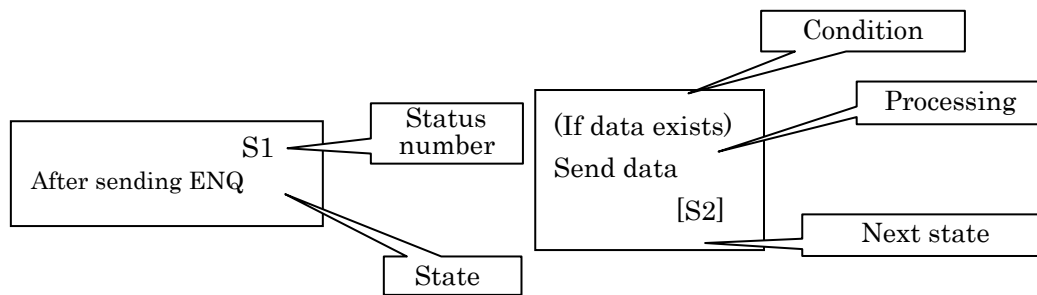 Condition
Processing
Status
number
S1
After sending ENQ
State
(If data exists)
Send data
[S2]
Next state